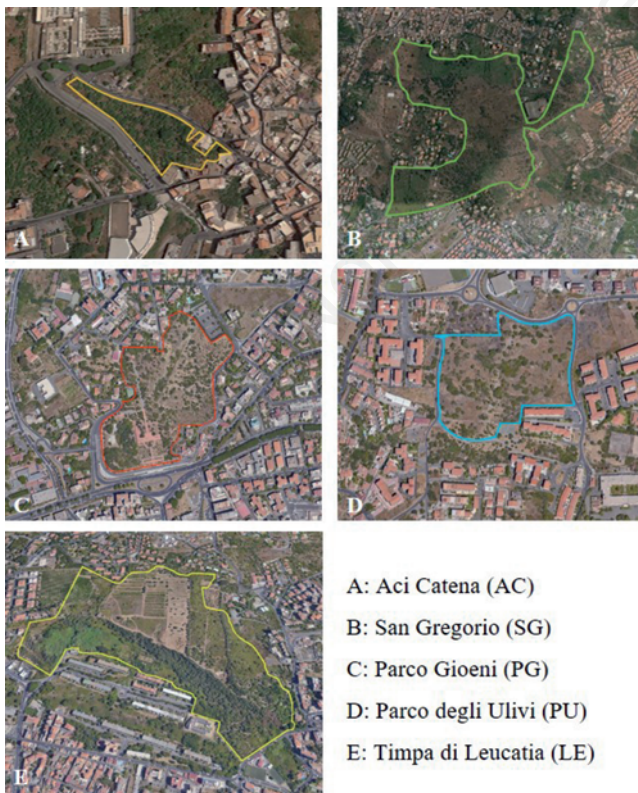 A
B
C
D
E
A: Aci Catena (AC)
B: San Gregorio (SG)
C: Parco Gioeni (PG)
D: Parco degli Ulivi (PU)
E: Timpa di Leucatia (LE)